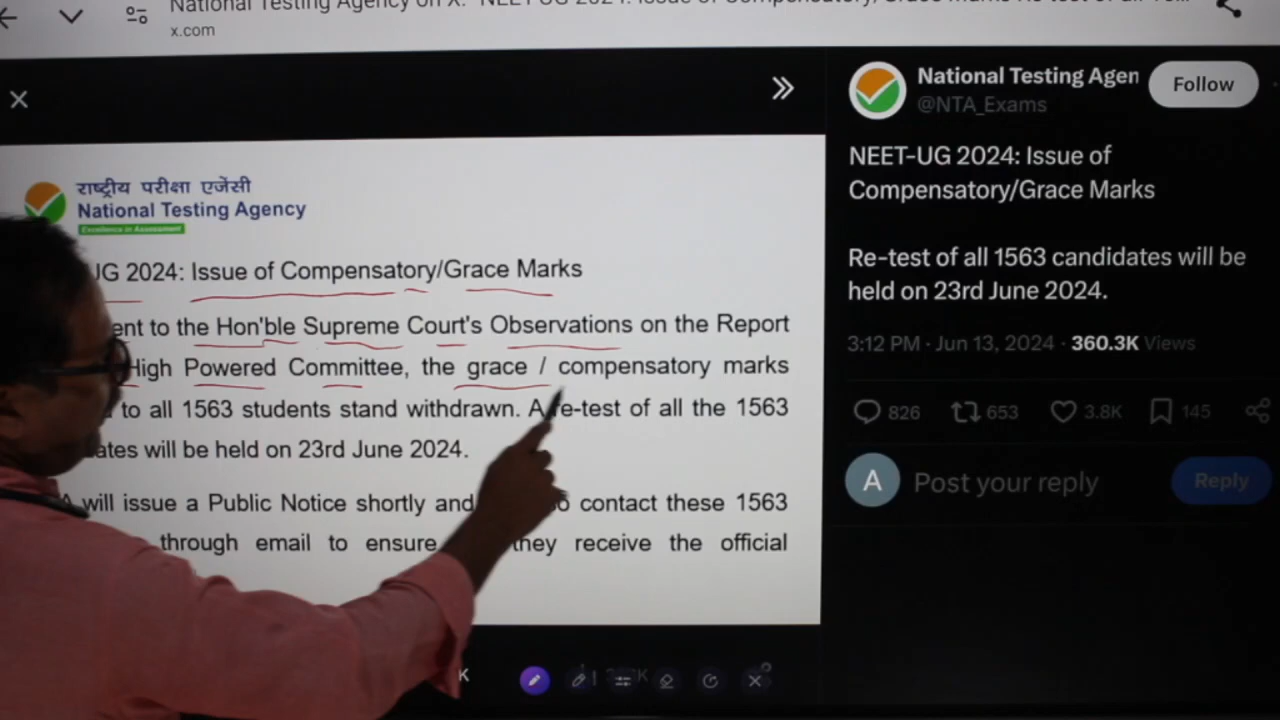 National Testing Agency on X: "NEET-UG 2024: Issue of Compensatory/Grace Marks Re-test of all 15...
x.com
राष्ट्रीय परीक्षा एजेंसी
National Testing Agency
Excellence in Assessment
UG 2024: Issue of Compensatory/Grace Marks
ent to the Hon'ble Supreme Court's Observations on the Report
High Powered Committee, the grace / compensatory marks
to all 1563 students stand withdrawn. A re-test of all the 1563
ates will be held on 23rd June 2024.
A will issue a Public Notice shortly and contact these 1563
through email to ensure they receive the official
National Testing Agen
Follow
@NTA_Exams
NEET-UG 2024: Issue of
Compensatory/Grace Marks
Re-test of all 1563 candidates will be
held on 23rd June 2024.
3:12 PM · Jun 13, 2024 · 360.3K Views
826 653 3.8K 145
A Post your reply Reply
K